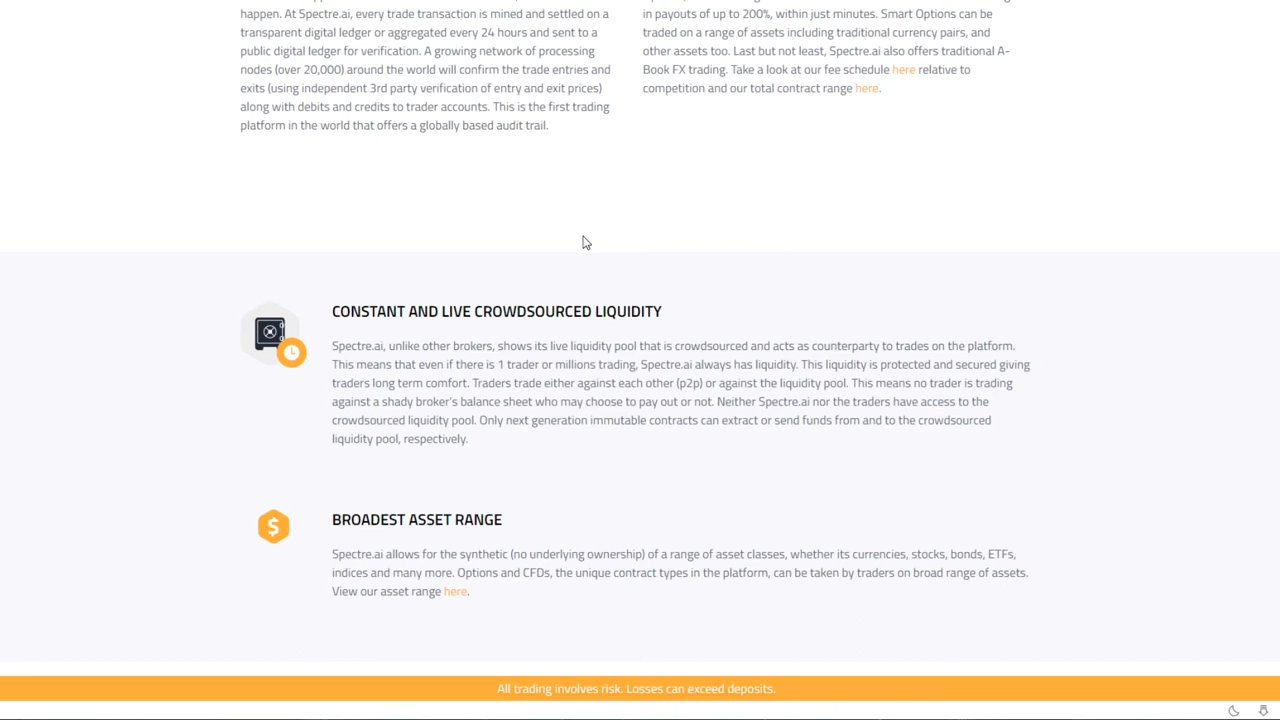 happen. At Spectre.ai, every trade transaction is mined and settled on a
transparent digital ledger or aggregated every 24 hours and sent to a
public digital ledger for verification. A growing network of processing
nodes (over 20,000) around the world will confirm the trade entries and
exits (using independent 3rd party verification of entry and exit prices)
along with debits and credits to trader accounts. This is the first trading
platform in the world that offers a globally based audit trail.
in payouts of up to 200%, within just minutes. Smart Options can be
traded on a range of assets including traditional currency pairs, and
other assets too. Last but not least, Spectre.ai also offers traditional A-
Book FX trading. Take a look at our fee schedule here relative to
competition and our total contract range here.
CONSTANT AND LIVE CROWDSOURCED LIQUIDITY
Spectre.ai, unlike other brokers, shows its live liquidity pool that is crowdsourced and acts as counterparty to trades on the platform.
This means that even if there is 1 trader or millions trading, Spectre.ai always has liquidity. This liquidity is protected and secured giving
traders long term comfort. Traders trade either against each other (p2p) or against the liquidity pool. This means no trader is trading
against a shady broker's balance sheet who may choose to pay out or not. Neither Spectre.ai nor the traders have access to the
crowdsourced liquidity pool. Only next generation immutable contracts can extract or send funds from and to the crowdsourced
liquidity pool, respectively.
BROADEST ASSET RANGE
Spectre.ai allows for the synthetic (no underlying ownership) of a range of asset classes, whether its currencies, stocks, bonds, ETFs,
indices and many more. Options and CFDs, the unique contract types in the platform, can be taken by traders on broad range of assets.
View our asset range here.
All trading involves risk. Losses can exceed deposits.